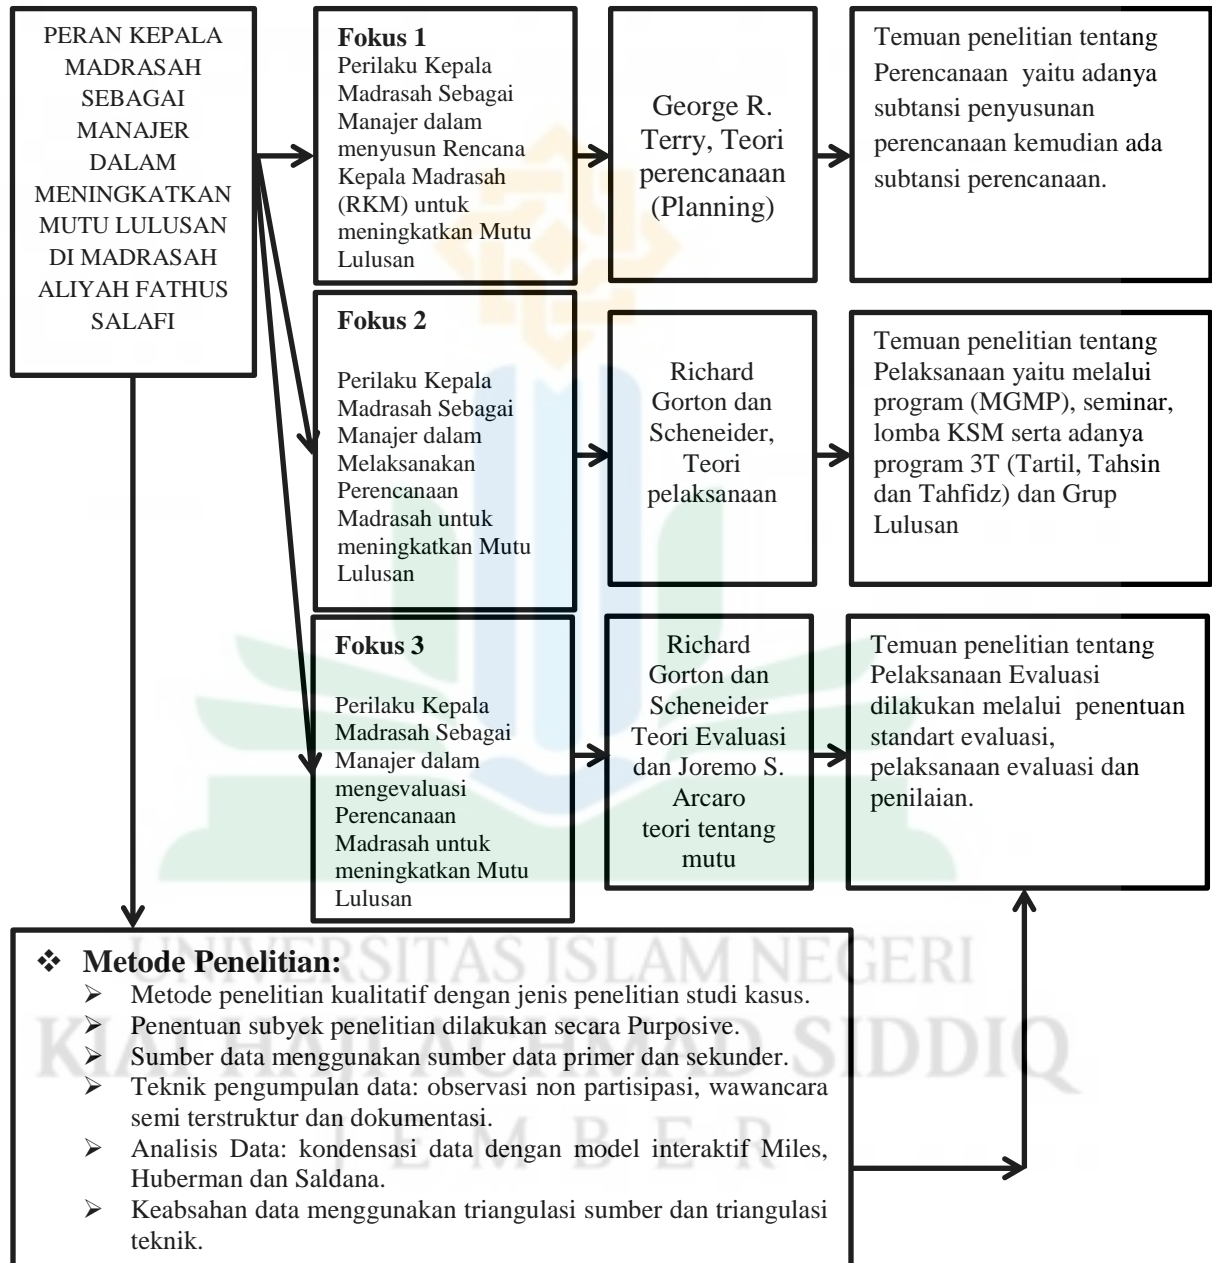 PERAN KEPALA
MADRASAH
SEBAGAI
MANAJER
DALAM
MENINGKATKAN
MUTU LULUSAN
DI MADRASAH
ALIYAH FATHUS
SALAFI
Fokus 1
Perilaku Kepala
Madrasah Sebagai
Manajer dalam
menyusun Rencana
Kepala Madrasah
(RKM) untuk
meningkatkan Mutu
Lulusan
George R.
Terry, Teori
perencanaan
(Planning)
Temuan penelitian tentang
Perencanaan yaitu adanya
subtansi penyusunan
perencanaan kemudian ada
subtansi perencanaan.
Fokus 2
Perilaku Kepala
Madrasah Sebagai
Manajer dalam
Melaksanakan
Perencanaan
Madrasah untuk
meningkatkan Mutu
Lulusan
Richard
Gorton dan
Scheneider,
Teori
pelaksanaan
Temuan penelitian tentang
Pelaksanaan yaitu melalui
program (MGMP), seminar,
lomba KSM serta adanya
program 3T (Tartil, Tahsin
dan Tahfidz) dan Grup
Lulusan
Fokus 3
Perilaku Kepala
Madrasah Sebagai
Manajer dalam
mengevaluasi
Perencanaan
Madrasah untuk
meningkatkan Mutu
Lulusan
Richard
Gorton dan
Scheneider
Teori Evaluasi
dan Joremo S.
Arcaro
teori tentang
mutu
Temuan penelitian tentang
Pelaksanaan Evaluasi
dilakukan melalui penentuan
standart evaluasi,
pelaksanaan evaluasi dan
penilaian.
❖ Metode Penelitian:
➢ Metode penelitian kualitatif dengan jenis penelitian studi kasus.
➢ Penentuan subyek penelitian dilakukan secara Purposive.
➢ Sumber data menggunakan sumber data primer dan sekunder.
➢ Teknik pengumpulan data: observasi non partisipasi, wawancara
semi terstruktur dan dokumentasi.
➢ Analisis Data: kondensasi data dengan model interaktif Miles,
Huberman dan Saldana.
➢ Keabsahan data menggunakan triangulasi sumber dan triangulasi
teknik.
UNIVERSITAS ISLAM NEGERI
KIAI HAJI ACHMAD SIDDIQ
JEMBER